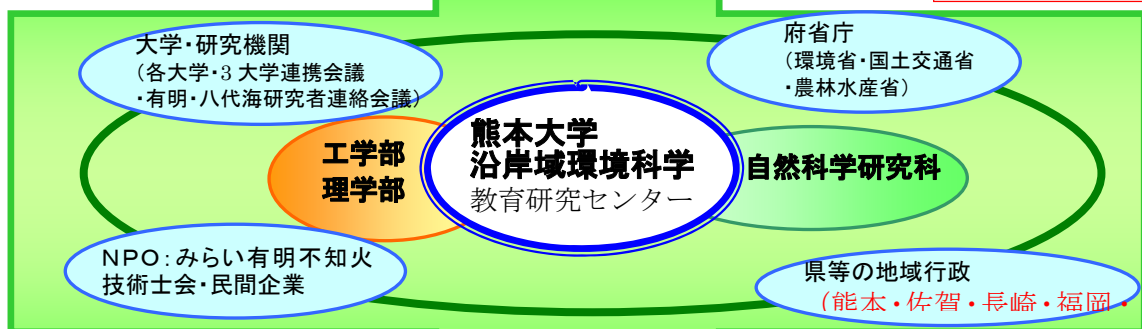 大学・研究機関
(各大学・3 大学連携会議
・有明・八代海研究者連絡会議)
府省庁
(環境省・国土交通省
・農林水産省)
工学部
理学部
熊本大学
沿岸域環境科学
教育研究センター
自然科学研究科
NPO:みらい有明不知火
技術士会・民間企業
県等の地域行政
(熊本・佐賀・長崎・福岡・